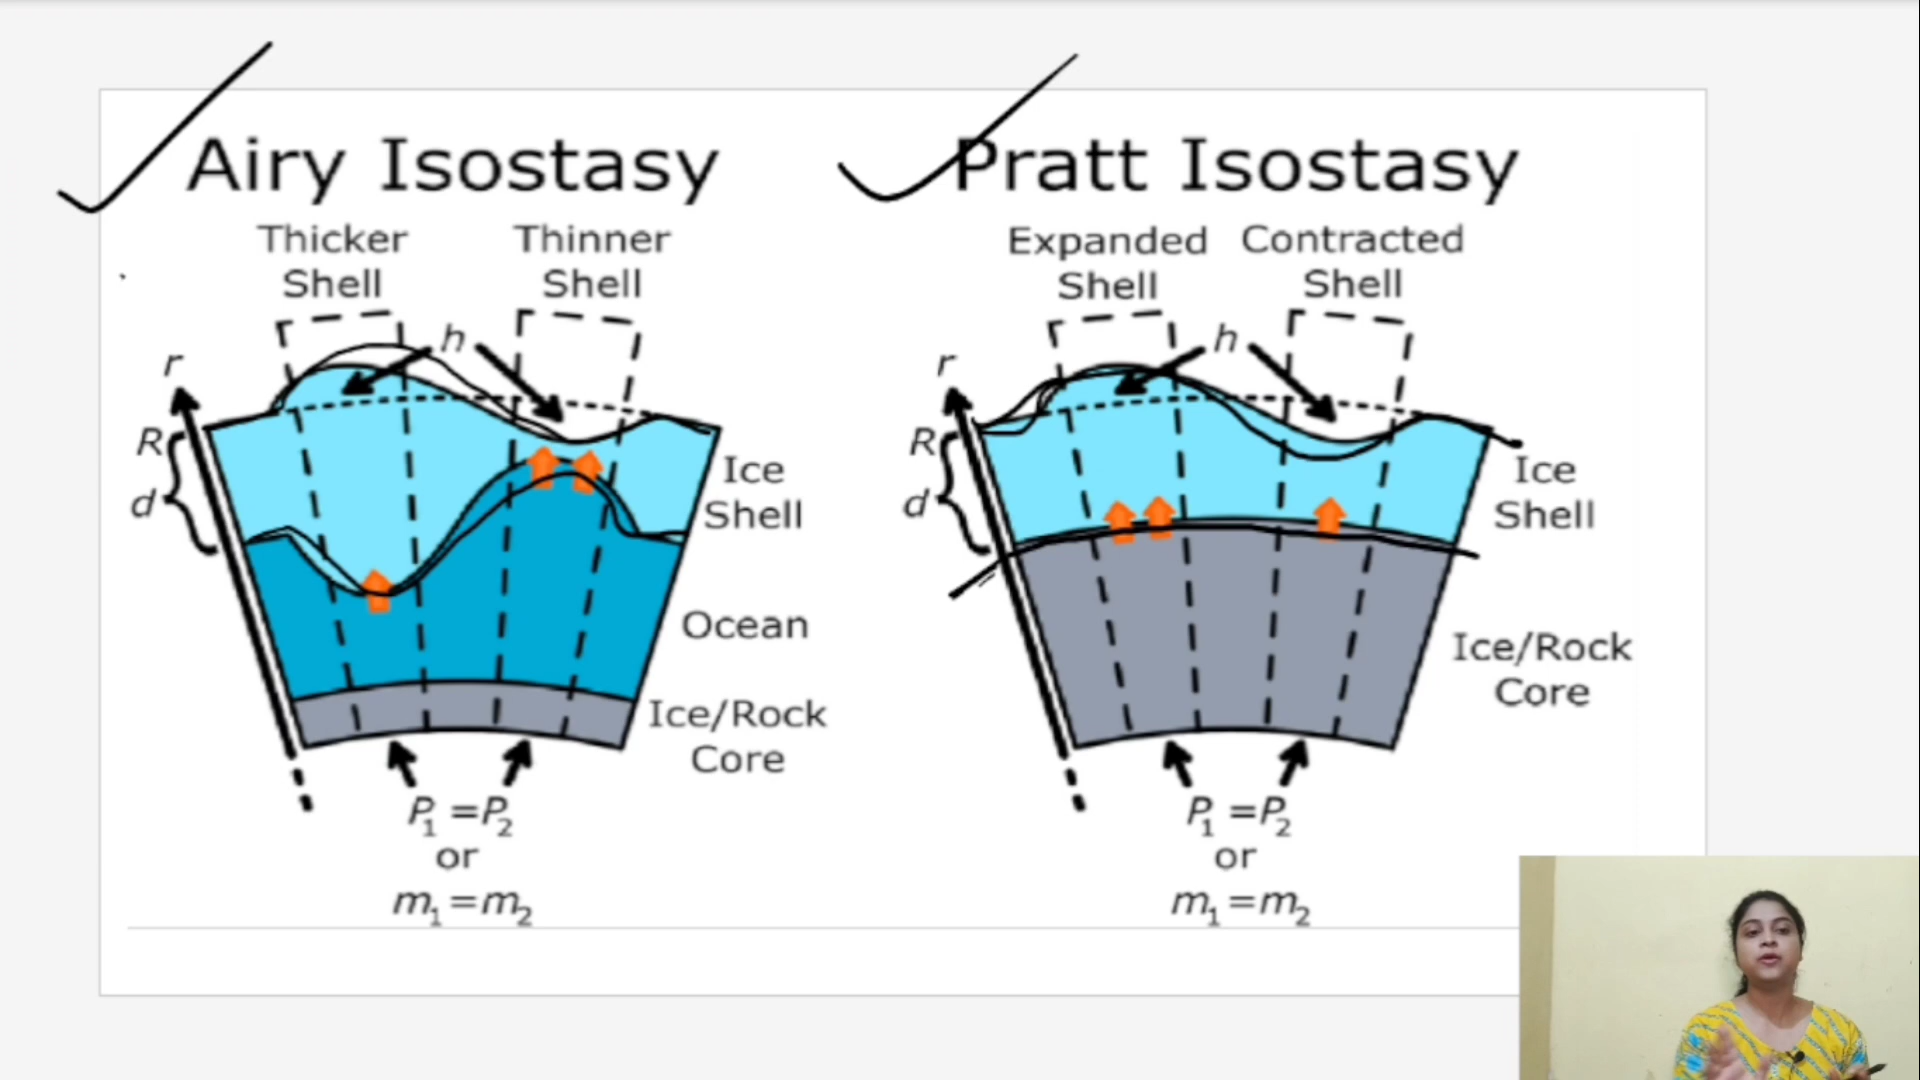 Airy Isostasy
Thicker Shell
Thinner Shell
h
r
R
d
Ice Shell
Ocean
Ice/Rock Core
P1 =P2
or
m1=m2
Pratt Isostasy
Expanded Shell
Contracted Shell
h
r
R
d
Ice Shell
Ice/Rock Core
P1 =P2
or
m1=m2